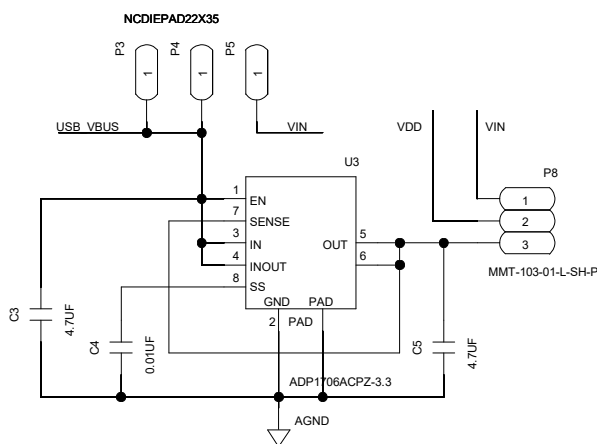 NCDIEPAD22X35
P3
P4
P5
1
1
1
USB_VBUS
VIN
VDD
VIN
U3
P8
1
EN
7
SENSE
3
IN
OUT
5
4
INOUT
6
8
SS
GND
PAD
2
PAD
1
2
3
MMT-103-01-L-SH-P
C3
4.7UF
C4
0.01UF
C5
4.7UF
ADP1706ACPZ-3.3
AGND